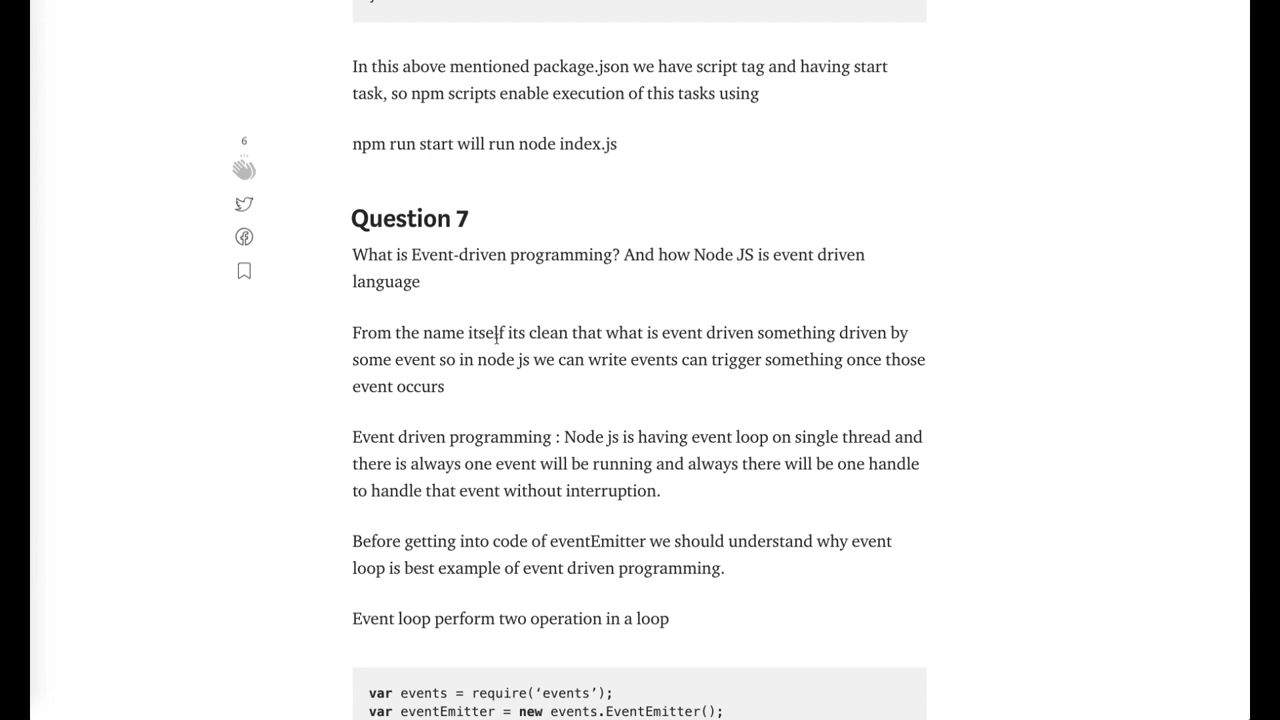 In this above mentioned package.json we have script tag and having start
task, so npm scripts enable execution of this tasks using
npm run start will run node index.js
6
Question 7
What is Event-driven programming? And how Node JS is event driven
language
From the name itself its clean that what is event driven something driven by
some event so in node js we can write events can trigger something once those
event occurs
Event driven programming : Node js is having event loop on single thread and
there is always one event will be running and always there will be one handle
to handle that event without interruption.
Before getting into code of eventEmitter we should understand why event
loop is best example of event driven programming.
Event loop perform two operation in a loop
var events = require(‘events’);
var eventEmitter = new events.EventEmitter();